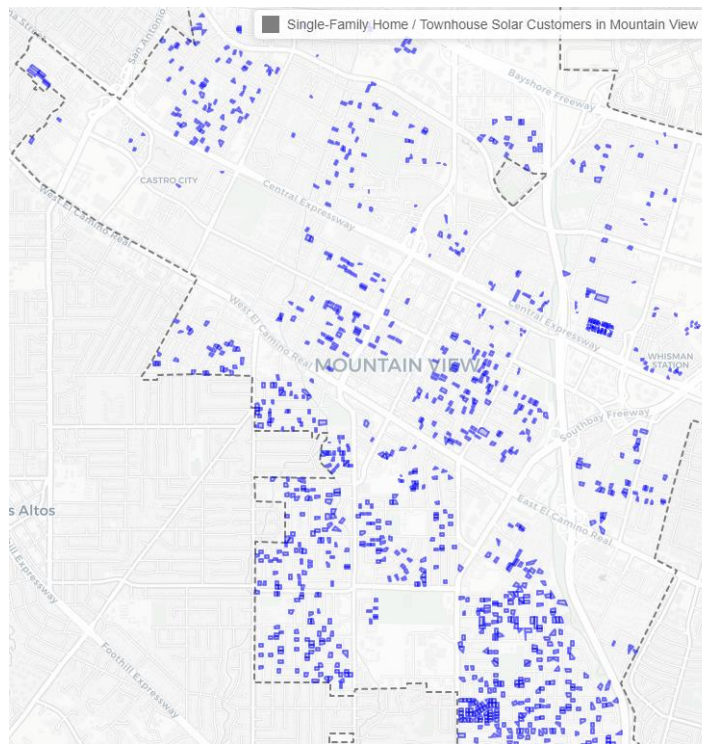 Single-Family Home / Townhouse Solar Customers in Mountain View
San Antonio
Bayshore Freeway
CASTRO CITY
Central Expressway
West El Camino Real
West El Camino Real
Central Expressway
MOUNTAIN VIEW
WHISMAN
STATION
Southbay Freeway
s Altos
East El Camino Real
Foothill Expressway